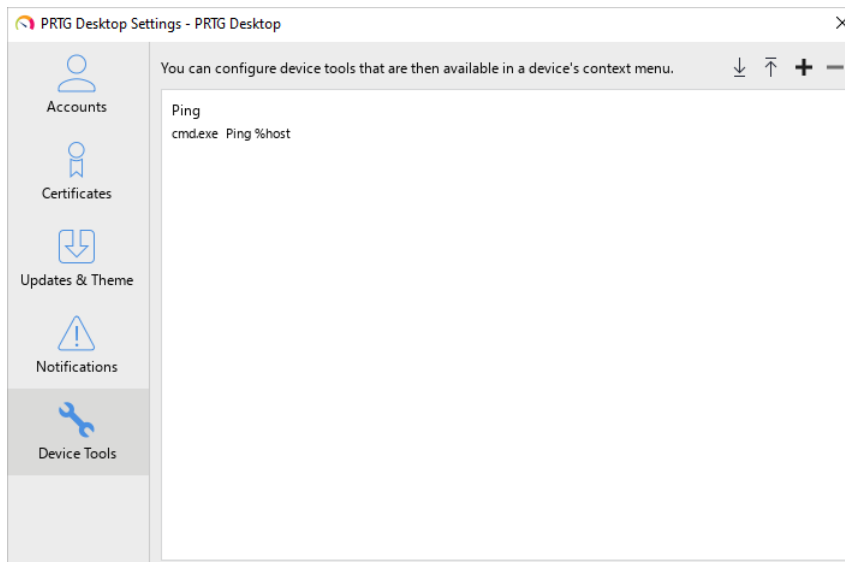 PRTG Desktop Settings - PRTG Desktop
You can configure device tools that are then available in a device's context menu.
Accounts
Certificates
Updates & Theme
Notifications
Device Tools
Ping
cmd.exe Ping %host